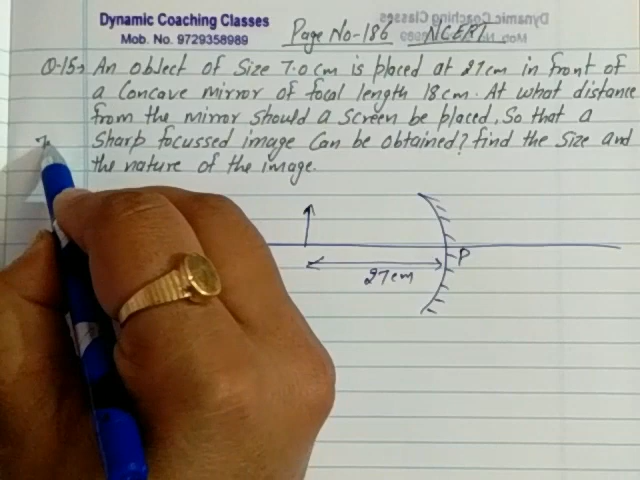 Dynamic Coaching Classes
Mob. No. 9729358989
Page No-186 NCERT
Q-15→ An object of Size 7.0 cm is placed at 27cm in front of
a Concave mirror of focal length 18 cm. At what distance
from the mirror should a screen be placed, So that a
Sharp focussed image Can be obtained? find the Size and
the nature of the image.
P
27cm